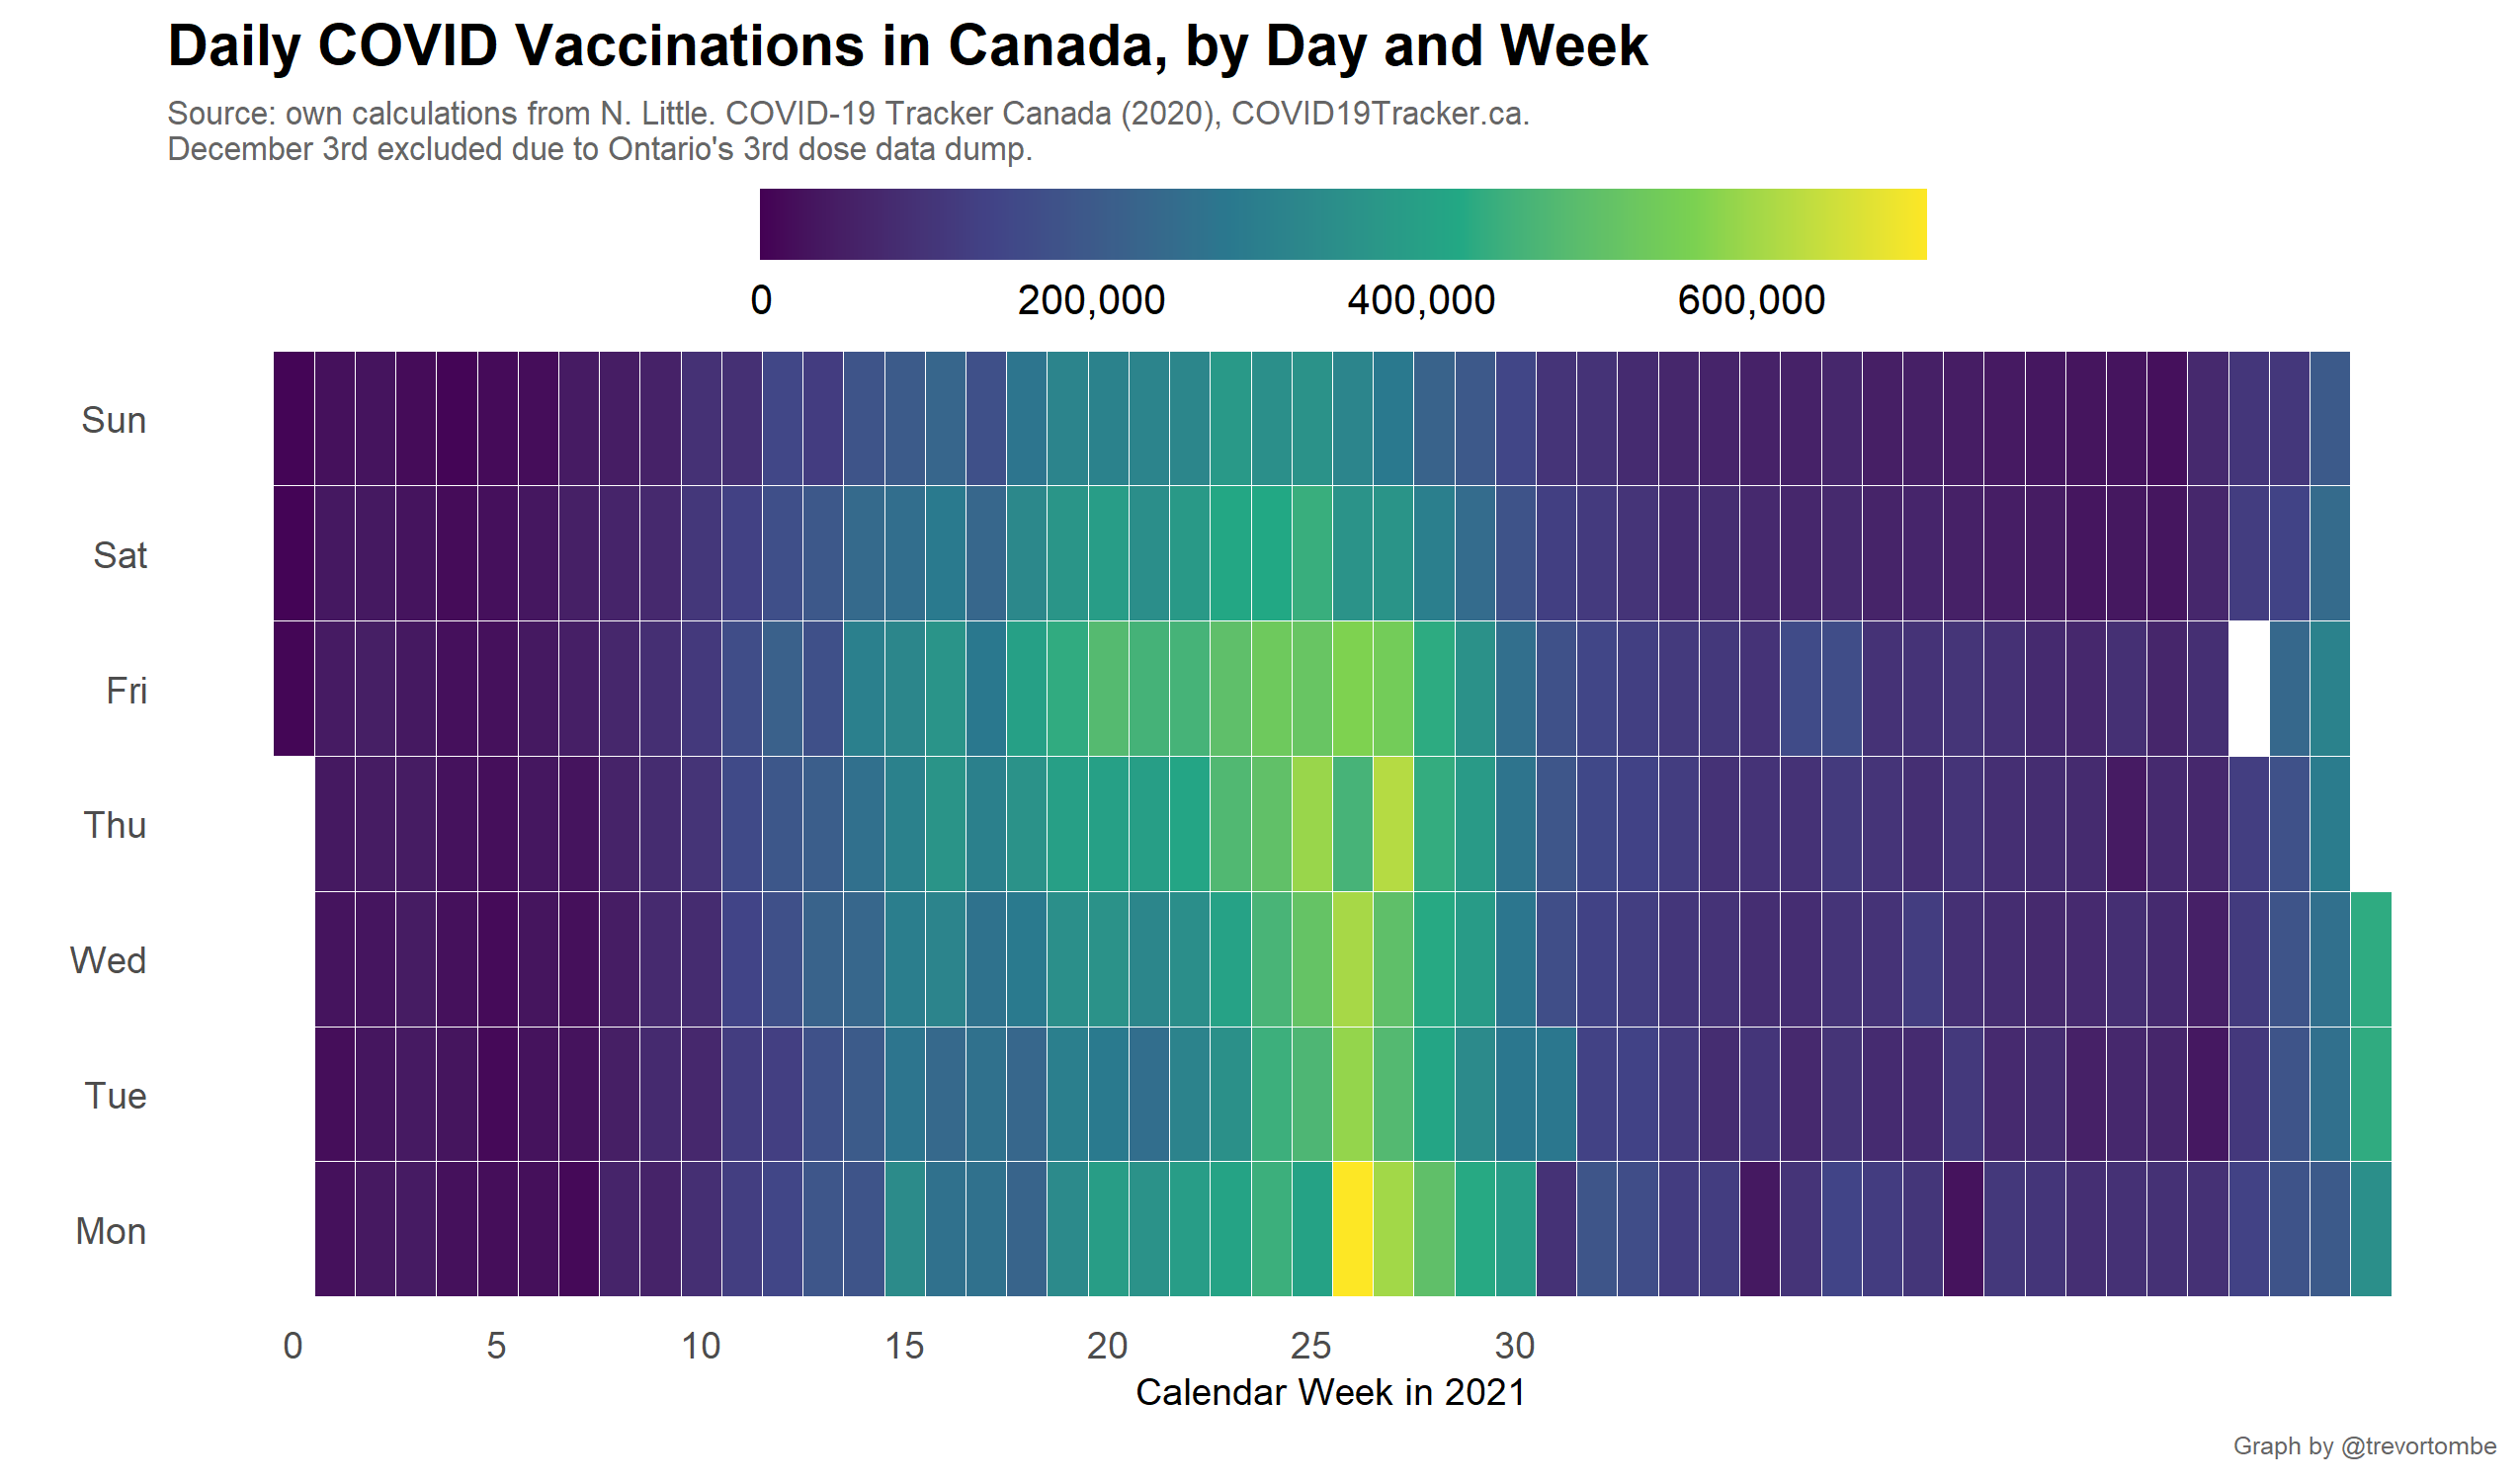 Daily COVID Vaccinations in Canada, by Day and Week
Source: own calculations from N. Little. COVID-19 Tracker Canada (2020), COVID19Tracker.ca.
December 3rd excluded due to Ontario's 3rd dose data dump.
0 200,000 400,000 600,000
Sun
Sat
Fri
Thu
Wed
Tue
Mon
0 5 10 15 20 25 30
Calendar Week in 2021
Graph by @trevortombe